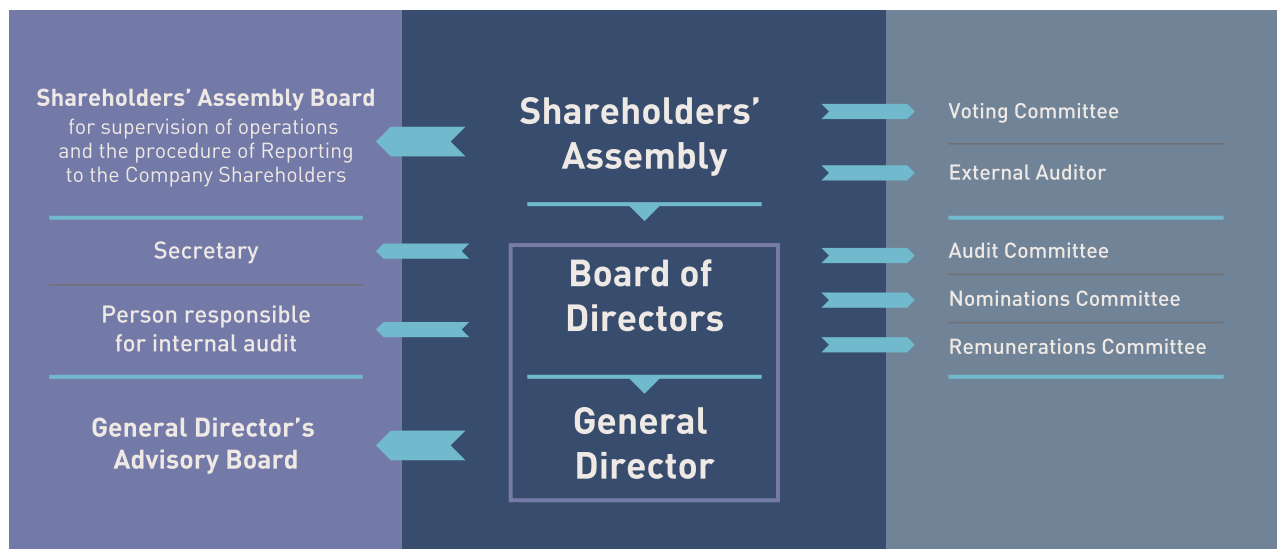 Shareholders’ Assembly Board
for supervision of operations
and the procedure of Reporting
to the Company Shareholders
Secretary
Person responsible
for internal audit
General Director’s
Advisory Board
Shareholders’
Assembly
Board of
Directors
General
Director
Voting Committee
External Auditor
Audit Committee
Nominations Committee
Remunerations Committee